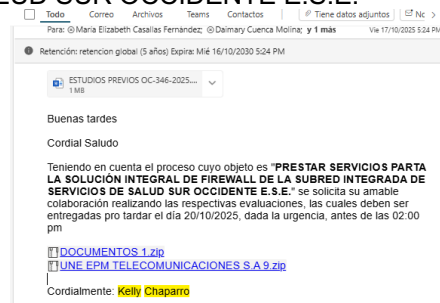 UD SUR OCCIDENTE E.S.E.
Todo Correo Archivos Teams Contactos Tiene datos adjuntos
Para: Maria Elizabeth Casallas Fernández; Daimary Cuenca Molina; y 1 más Vie 17/10/2025 5:24 PM
Retención: retencion global (5 años) Expira: Mié 16/10/2030 5:24 PM
ESTUDIOS PREVIOS OC-346-2025....
1 MB
Buenas tardes
Cordial Saludo
Teniendo en cuenta el proceso cuyo objeto es "PRESTAR SERVICIOS PARTA
LA SOLUCIÓN INTEGRAL DE FIREWALL DE LA SUBRED INTEGRADA DE
SERVICIOS DE SALUD SUR OCCIDENTE E.S.E." se solicita su amable
colaboración realizando las respectivas evaluaciones, las cuales deben ser
entregadas pro tardar el día 20/10/2025, dada la urgencia, antes de las 02:00
pm
DOCUMENTOS 1.zip
UNE EPM TELECOMUNICACIONES S.A 9.zip
Cordialmente: Kelly Chaparro